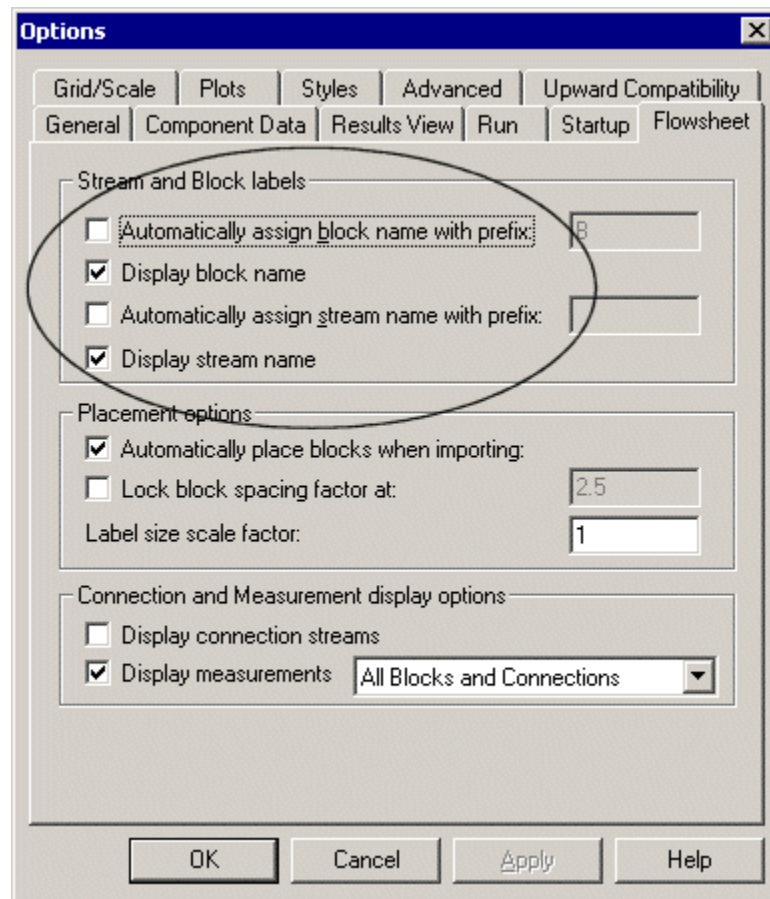 Options
Grid/Scale Plots Styles Advanced Upward Compatibility
General Component Data Results View Run Startup Flowsheet
Stream and Block labels
Automatically assign block name with prefix: B
Display block name
Automatically assign stream name with prefix:
Display stream name
Placement options
Automatically place blocks when importing:
Lock block spacing factor at: 2.5
Label size scale factor: 1
Connection and Measurement display options
Display connection streams
Display measurements All Blocks and Connections
OK Cancel Apply Help